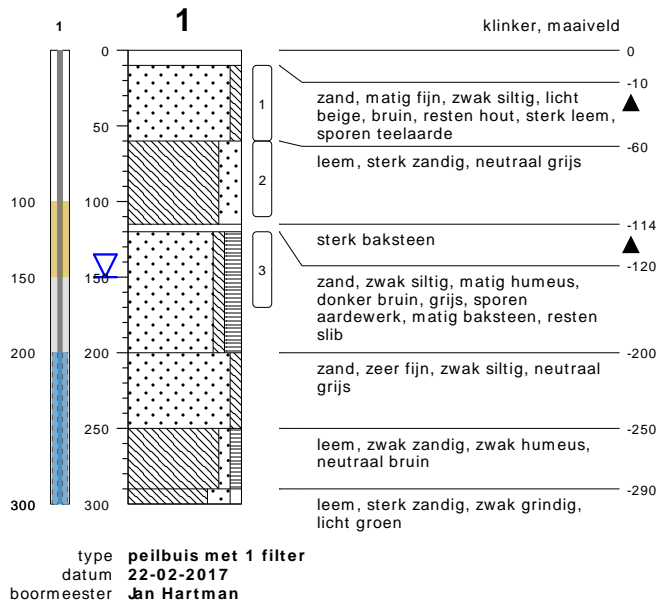 1
1
klinker, maaiveld
0
0
-10
1
zand, matig fijn, zwak siltig, licht
beige, bruin, resten hout, sterk leem,
sporen teelaarde
50
-60
2
leem, sterk zandig, neutraal grijs
100
100
-114
sterk baksteen
-120
3
150
150
zand, zwak siltig, matig humeus,
donker bruin, grijs, sporen
aardewerk, matig baksteen, resten
slib
200
200
-200
zand, zeer fijn, zwak siltig, neutraal
grijs
250
-250
leem, zwak zandig, zwak humeus,
neutraal bruin
-290
300
300
leem, sterk zandig, zwak grindig,
licht groen
type peilbuis met 1 filter
datum 22-02-2017
boormeester Jan Hartman